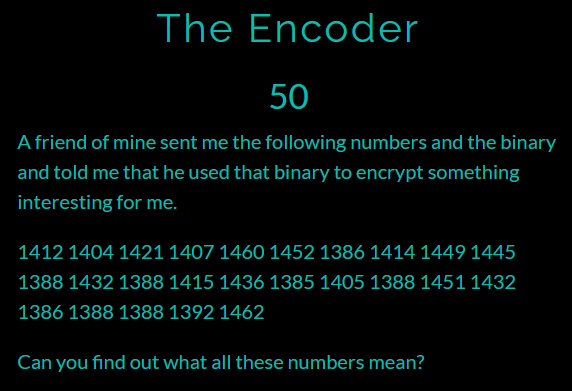 The Encoder
50
A friend of mine sent me the following numbers and the binary
and told me that he used that binary to encrypt something
interesting for me.
1412 1404 1421 1407 1460 1452 1386 1414 1449 1445
1388 1432 1388 1415 1436 1385 1405 1388 1451 1432
1386 1388 1388 1392 1462
Can you find out what all these numbers mean?